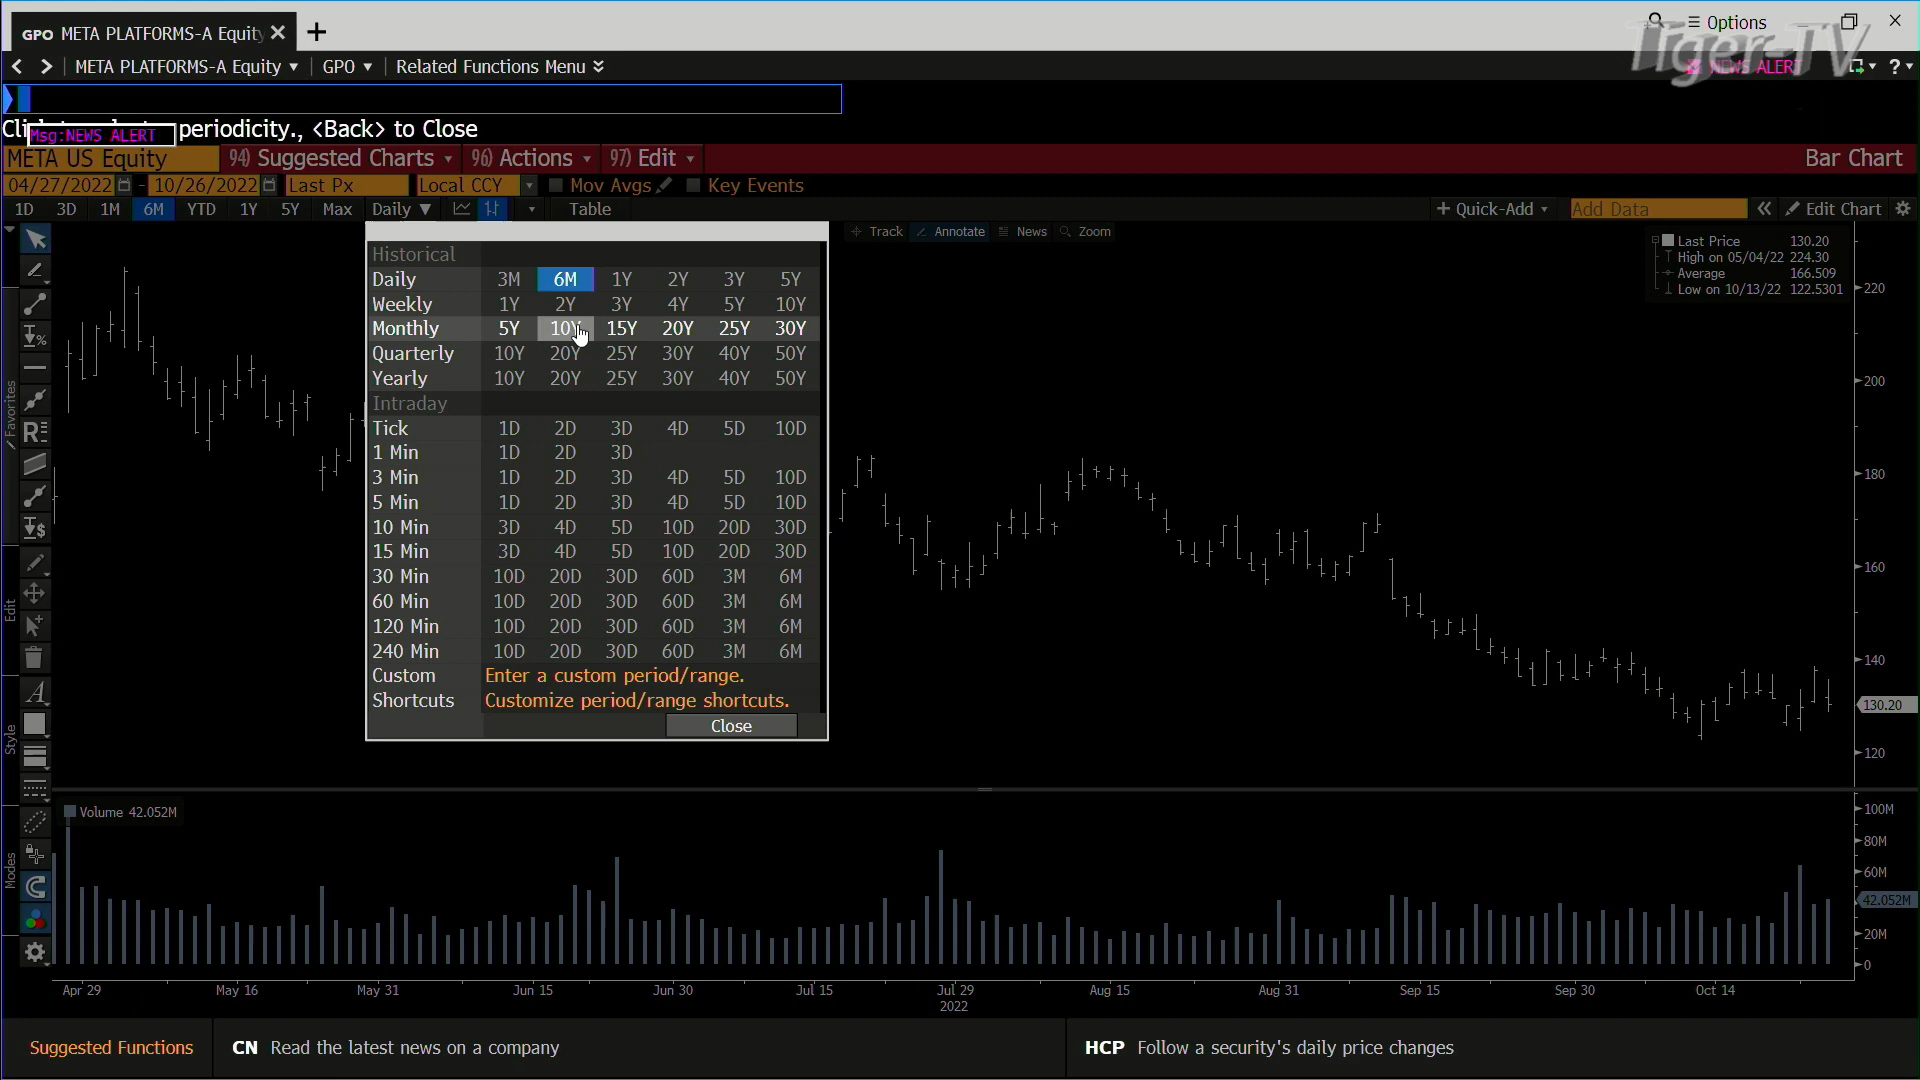 GPO META PLATFORMS-A Equity
Options
META PLATFORMS-A Equity GPO Related Functions Menu NEWS ALERT ?
Tiger-TV
periodicity., <Back> to Close
Msg:NEWS ALERT
META US Equity 94) Suggested Charts 96) Actions 97) Edit Bar Chart
04/27/2022 - 10/26/2022 Last Px Local CCY Mov Avgs Key Events
1D 3D 1M 6M YTD 1Y 5Y Max Daily Table + Quick-Add Add Data Edit Chart
Track Annotate News Zoom
Last Price 130.20
High on 05/04/22 224.30
Average 166.509
Low on 10/13/22 122.5301
Historical
Daily 3M 6M 1Y 2Y 3Y 5Y
Weekly 1Y 2Y 3Y 4Y 5Y 10Y
Monthly 5Y 10Y 15Y 20Y 25Y 30Y
Quarterly 10Y 20Y 25Y 30Y 40Y 50Y
Yearly 10Y 20Y 25Y 30Y 40Y 50Y
Intraday
Tick 1D 2D 3D 4D 5D 10D
1 Min 1D 2D 3D
3 Min 1D 2D 3D 4D 5D 10D
5 Min 1D 2D 3D 4D 5D 10D
10 Min 3D 4D 5D 10D 20D 30D
15 Min 3D 4D 5D 10D 20D 30D
30 Min 10D 20D 30D 60D 3M 6M
60 Min 10D 20D 30D 60D 3M 6M
120 Min 10D 20D 30D 60D 3M 6M
240 Min 10D 20D 30D 60D 3M 6M
Custom Enter a custom period/range.
Shortcuts Customize period/range shortcuts.
Close
Favorites
Edit
Style
Modes
220
200
180
160
140
130.20
120
Volume 42.052M
100M
80M
60M
42.052M
20M
0
Apr 29 May 16 May 31 Jun 15 Jun 30 Jul 15 Jul 29 Aug 15 Aug 31 Sep 15 Sep 30 Oct 14
2022
Suggested Functions CN Read the latest news on a company HCP Follow a security's daily price changes